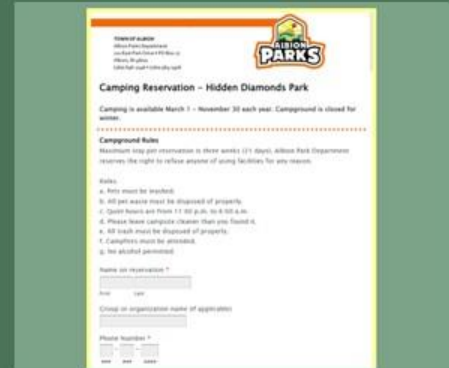 TOWN OF ALBION
Albion Parks Department
ALBION
PARKS
Camping Reservation - Hidden Diamonds Park
Camping is available March 1 - November 30 each year. Campground is closed for
winter.
Campground Rules
Maximum stay per reservation is three weeks (21 days). Albion Park Department
reserves the right to refuse anyone of using facilities for any reason.
Rules:
a. Pets must be leashed.
b. All pet waste must be disposed of properly.
c. Quiet hours are from 11:00 p.m. to 6:00 a.m.
d. Please leave campsite cleaner than you found it.
e. All trash must be disposed of properly.
f. Campfires must be attended.
g. No alcohol permitted.
Name on reservation *
First Last
Group or organization name (if applicable)
Phone Number *
### ### ####